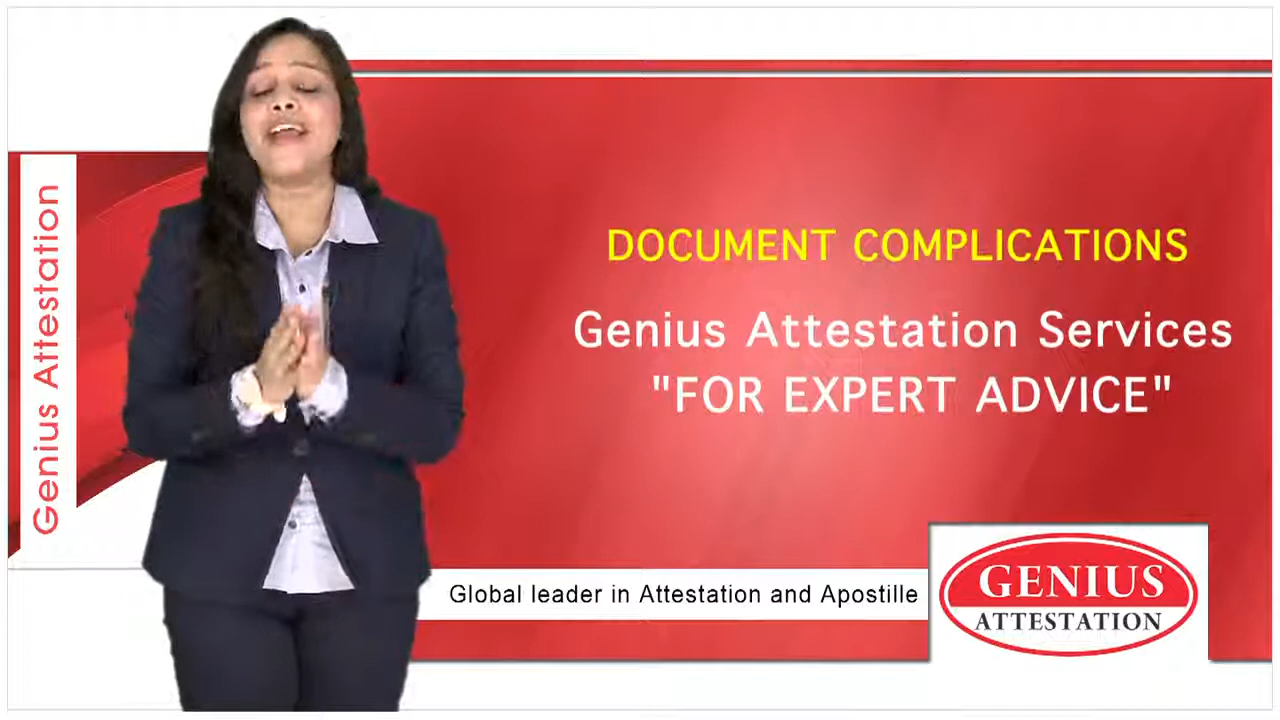 Genius Attestation
DOCUMENT COMPLICATIONS
Genius Attestation Services
"FOR EXPERT ADVICE"
Global leader in Attestation and Apostille
GENIUS
ATTESTATION